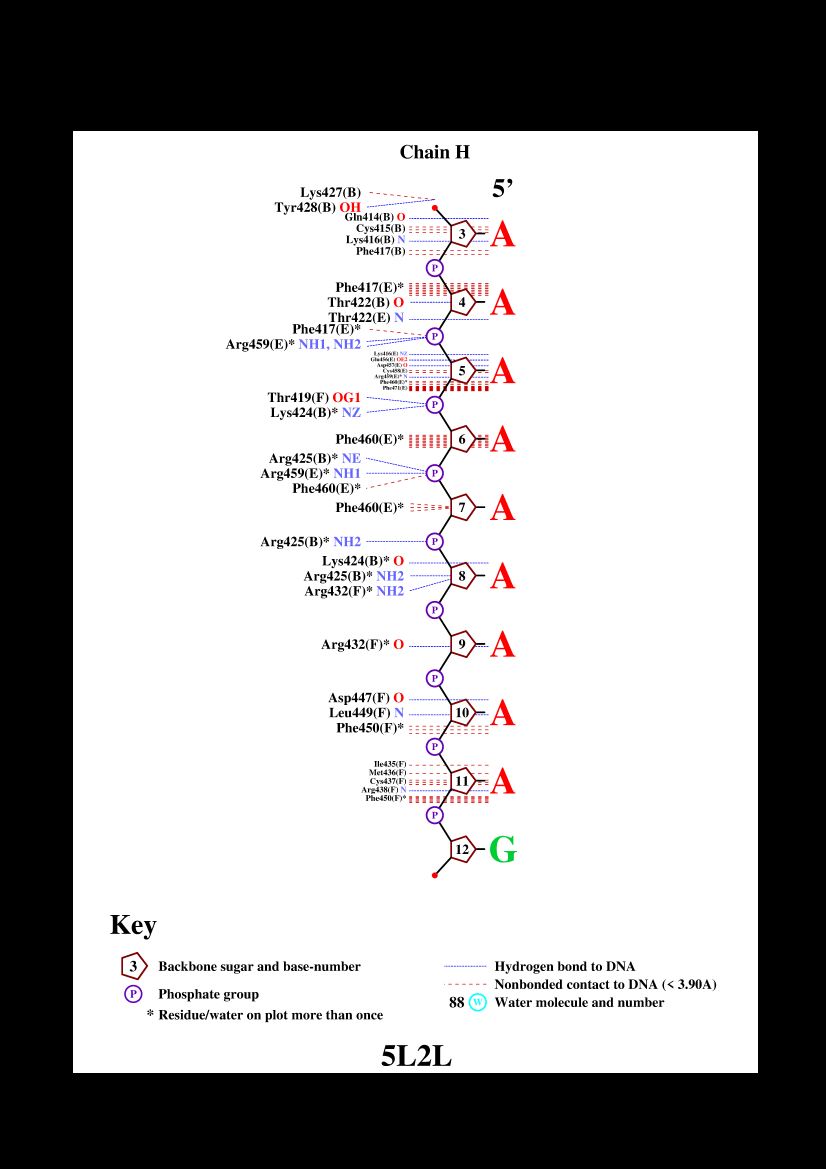 Chain H
5’
Lys427(B)
Tyr428(B) OH
Gln414(B) O
Cys415(B)
Lys416(B) N
Phe417(B)
3 A
P
Phe417(E)*
Thr422(B) O
Thr422(E) N
4 A
Phe417(E)*
Arg459(E)* NH1, NH2
P
Lys416(E) NZ
Glu456(E) OE2
Asp457(E) O
Cys458(E)
Arg459(E)* N
Phe460(E)*
Phe471(E)
5 A
Thr419(F) OG1
Lys424(B)* NZ
P
Phe460(E)*
6 A
Arg425(B)* NE
Arg459(E)* NH1
Phe460(E)*
P
Phe460(E)*
7 A
Arg425(B)* NH2
P
Lys424(B)* O
Arg425(B)* NH2
Arg432(F)* NH2
8 A
P
Arg432(F)* O
9 A
P
Asp447(F) O
Leu449(F) N
Phe450(F)*
10 A
P
Ile435(F)
Met436(F)
Cys437(F)
Arg438(F) N
Phe450(F)*
11 A
P
12 G
Key
3 Backbone sugar and base-number
P Phosphate group
* Residue/water on plot more than once
Hydrogen bond to DNA
Nonbonded contact to DNA (< 3.90A)
88 W Water molecule and number
5L2L